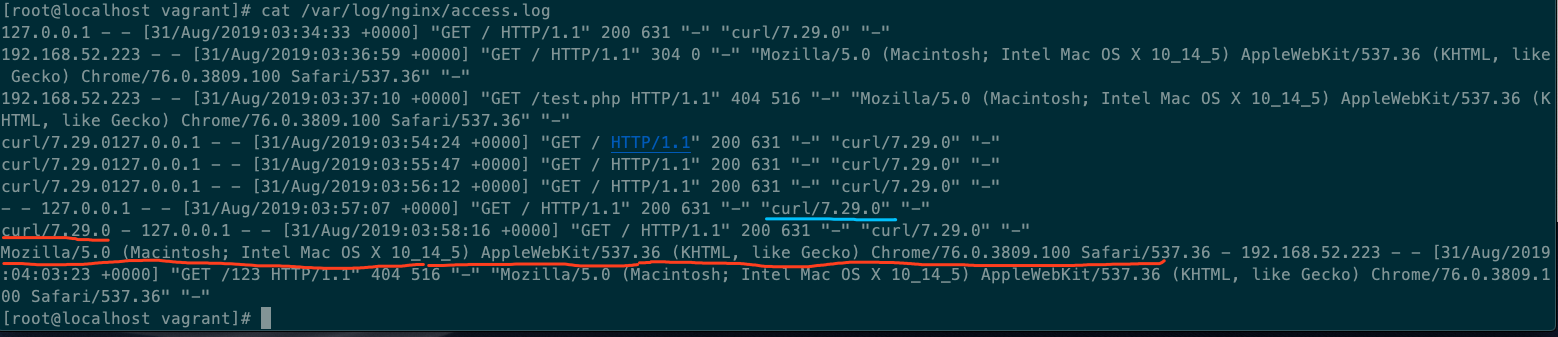 [root@localhost vagrant]# cat /var/log/nginx/access.log
127.0.0.1 - - [31/Aug/2019:03:34:33 +0000] "GET / HTTP/1.1" 200 631 "-" "curl/7.29.0" "-"
192.168.52.223 - - [31/Aug/2019:03:36:59 +0000] "GET / HTTP/1.1" 304 0 "-" "Mozilla/5.0 (Macintosh; Intel Mac OS X 10_14_5) AppleWebKit/537.36 (KHTML, like
 Gecko) Chrome/76.0.3809.100 Safari/537.36" "-"
192.168.52.223 - - [31/Aug/2019:03:37:10 +0000] "GET /test.php HTTP/1.1" 404 516 "-" "Mozilla/5.0 (Macintosh; Intel Mac OS X 10_14_5) AppleWebKit/537.36 (K
HTML, like Gecko) Chrome/76.0.3809.100 Safari/537.36" "-"
curl/7.29.0127.0.0.1 - - [31/Aug/2019:03:54:24 +0000] "GET / HTTP/1.1" 200 631 "-" "curl/7.29.0" "-"
curl/7.29.0127.0.0.1 - - [31/Aug/2019:03:55:47 +0000] "GET / HTTP/1.1" 200 631 "-" "curl/7.29.0" "-"
curl/7.29.0127.0.0.1 - - [31/Aug/2019:03:56:12 +0000] "GET / HTTP/1.1" 200 631 "-" "curl/7.29.0" "-"
- - 127.0.0.1 - - [31/Aug/2019:03:57:07 +0000] "GET / HTTP/1.1" 200 631 "-" "curl/7.29.0" "-"
curl/7.29.0 - 127.0.0.1 - - [31/Aug/2019:03:58:16 +0000] "GET / HTTP/1.1" 200 631 "-" "curl/7.29.0" "-"
Mozilla/5.0 (Macintosh; Intel Mac OS X 10_14_5) AppleWebKit/537.36 (KHTML, like Gecko) Chrome/76.0.3809.100 Safari/537.36 - 192.168.52.223 - - [31/Aug/2019
:04:03:23 +0000] "GET /123 HTTP/1.1" 404 516 "-" "Mozilla/5.0 (Macintosh; Intel Mac OS X 10_14_5) AppleWebKit/537.36 (KHTML, like Gecko) Chrome/76.0.3809.1
00 Safari/537.36" "-"
[root@localhost vagrant]#